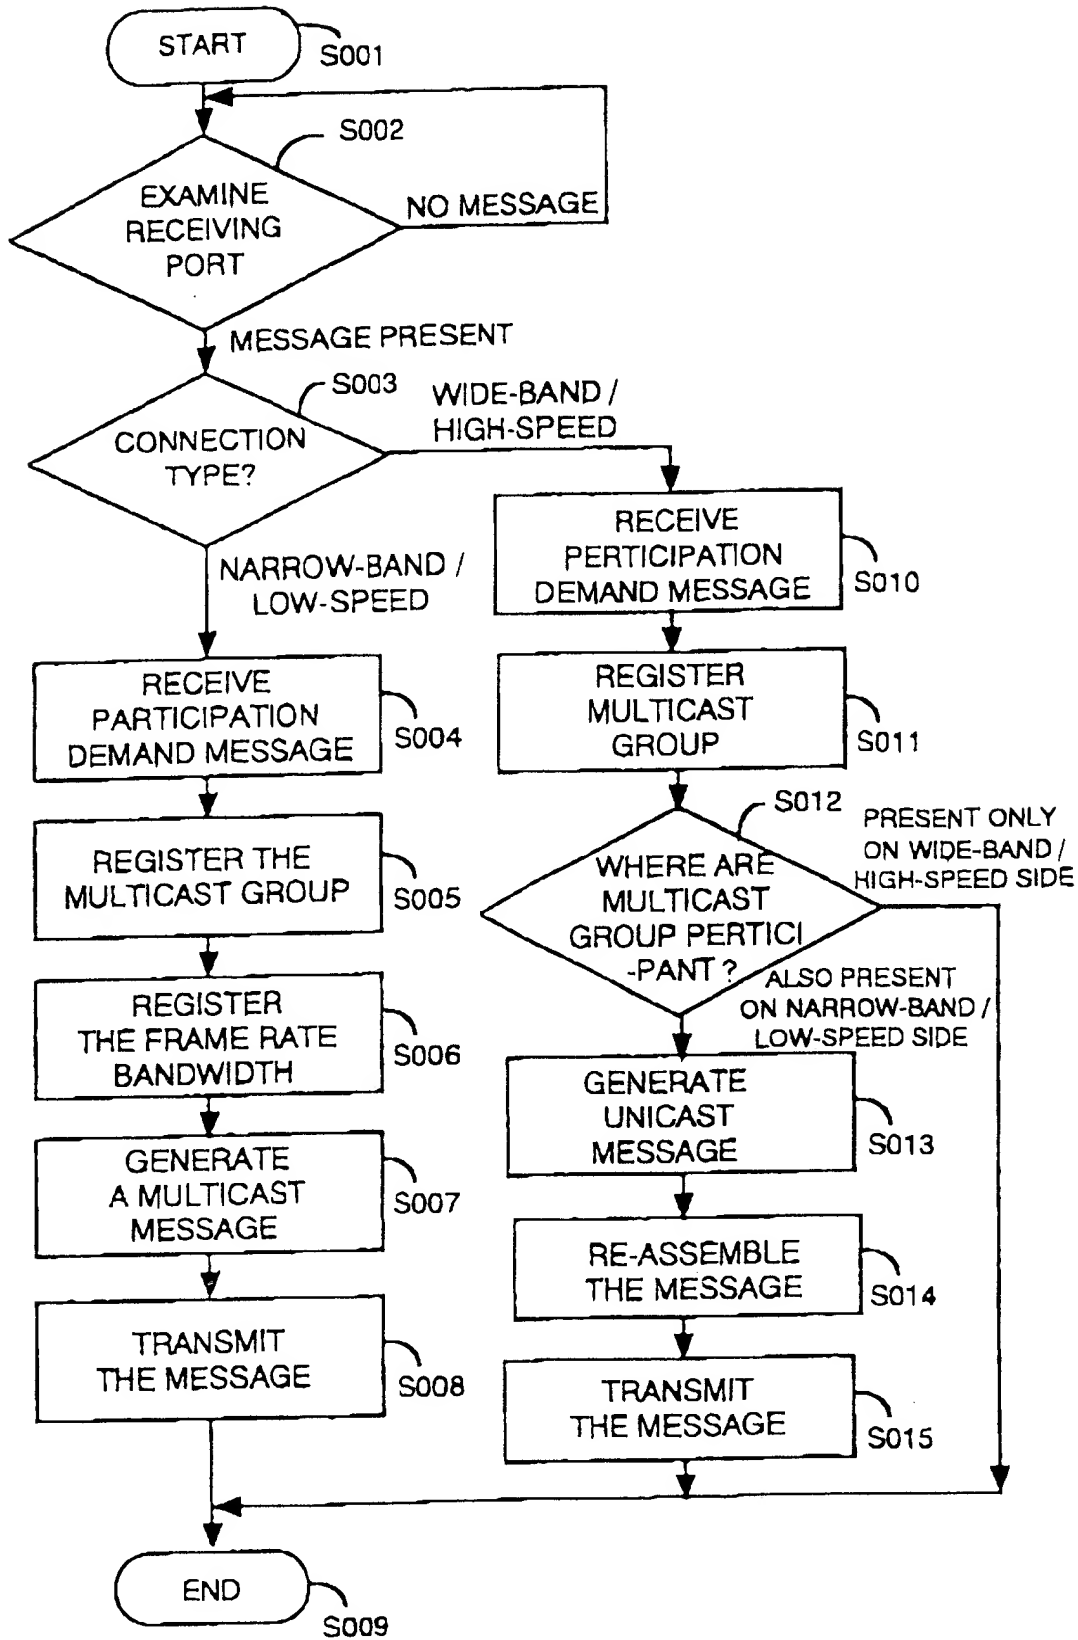 START
S001
S002
EXAMINE
RECEIVING
PORT
NO MESSAGE
MESSAGE PRESENT
S003
CONNECTION
TYPE?
WIDE-BAND /
HIGH-SPEED
NARROW-BAND /
LOW-SPEED
RECEIVE
PARTICIPATION
DEMAND MESSAGE
S004
REGISTER THE
MULTICAST GROUP
S005
REGISTER
THE FRAME RATE
BANDWIDTH
S006
GENERATE
A MULTICAST
MESSAGE
S007
TRANSMIT
THE MESSAGE
S008
RECEIVE
PERTICIPATION
DEMAND MESSAGE
S010
REGISTER
MULTICAST
GROUP
S011
S012
WHERE ARE
MULTICAST
GROUP PERTICI
-PANT ?
PRESENT ONLY
ON WIDE-BAND /
HIGH-SPEED SIDE
ALSO PRESENT
ON NARROW-BAND /
LOW-SPEED SIDE
GENERATE
UNICAST
MESSAGE
S013
RE-ASSEMBLE
THE MESSAGE
S014
TRANSMIT
THE MESSAGE
S015
END
S009